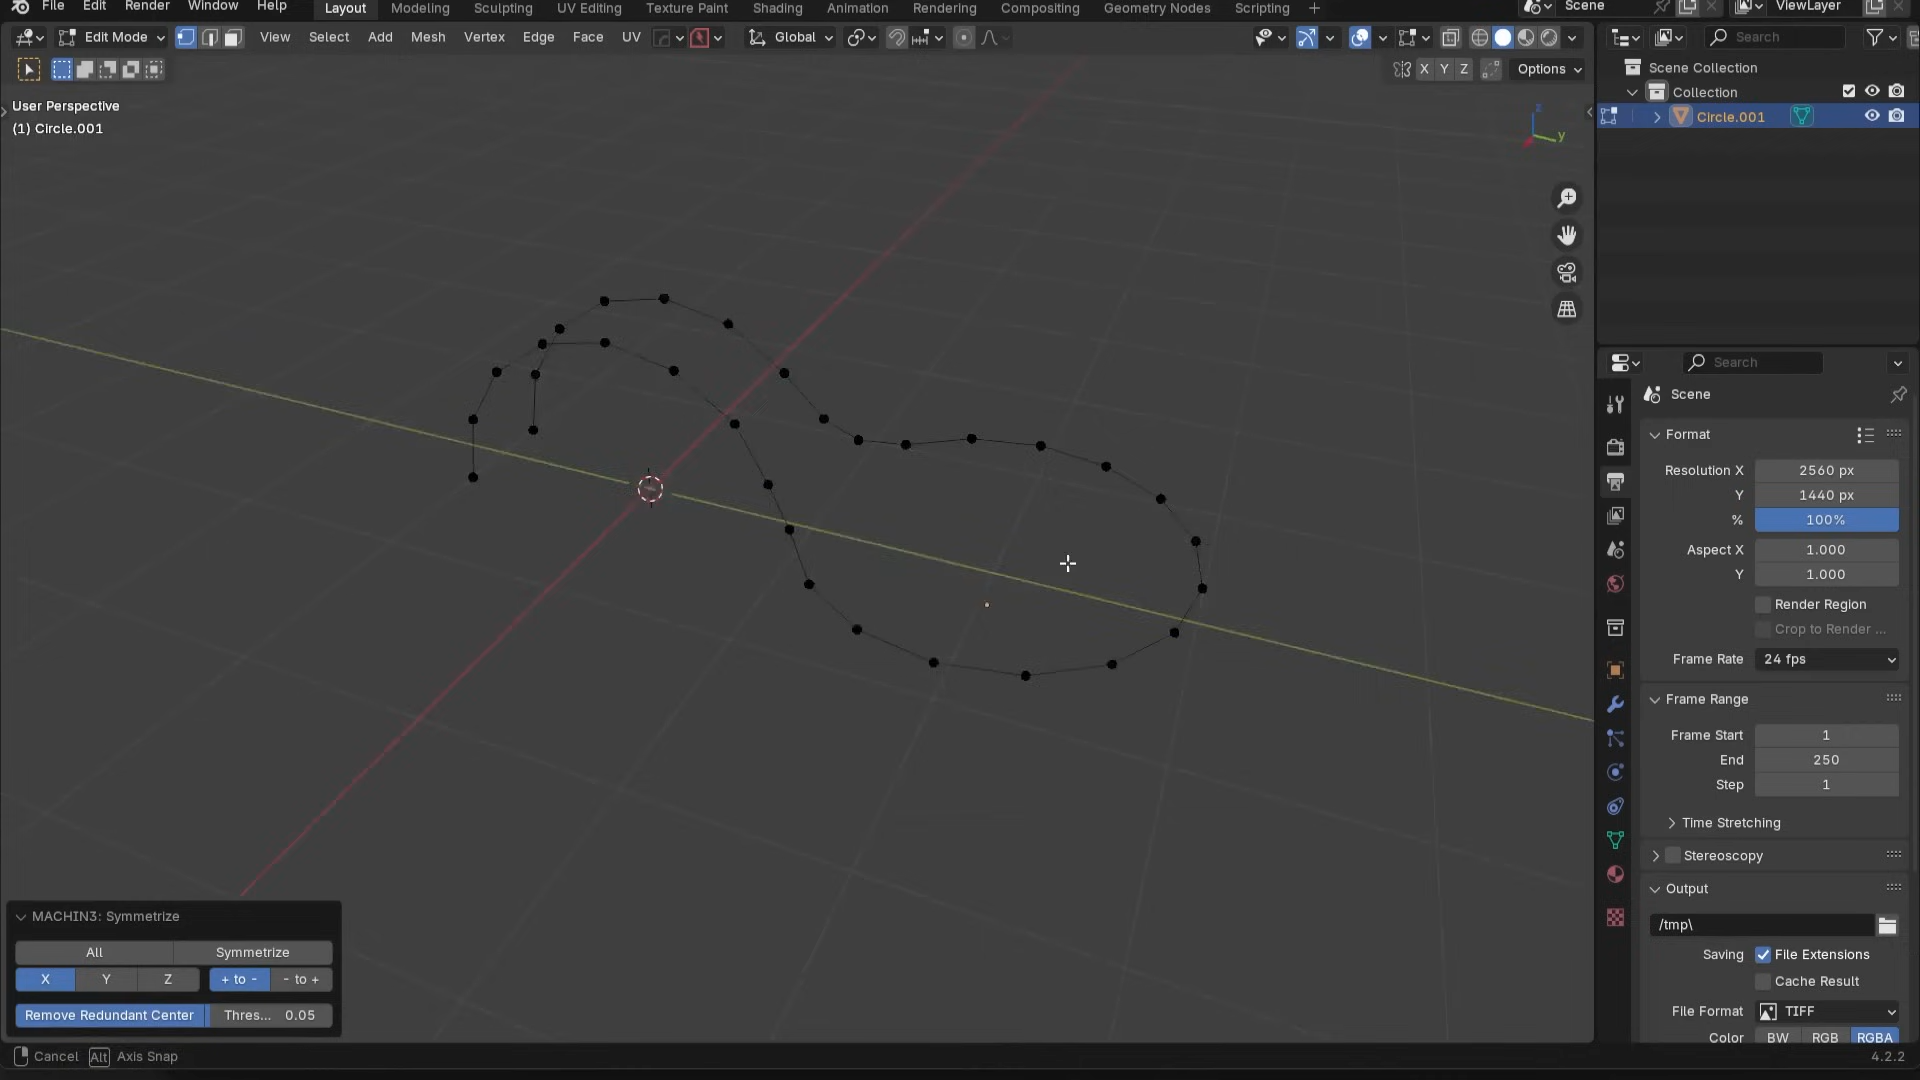 File Edit Render Window Help Layout Modeling Sculpting UV Editing Texture Paint Shading Animation Rendering Compositing Geometry Nodes Scripting + Scene ViewLayer
Edit Mode View Select Add Mesh Vertex Edge Face UV Global Search
X Y Z Options
Scene Collection
Collection
Circle.001
User Perspective
(1) Circle.001
z
y
Search
Scene
Format
Resolution X 2560 px
Y 1440 px
% 100%
Aspect X 1.000
Y 1.000
Render Region
Crop to Render ...
Frame Rate 24 fps
Frame Range
Frame Start 1
End 250
Step 1
Time Stretching
Stereoscopy
Output
/tmp\
Saving File Extensions
Cache Result
File Format TIFF
Color BW RGB RGBA
MACHIN3: Symmetrize
All Symmetrize
X Y Z + to - - to +
Remove Redundant Center Thres... 0.05
Cancel Alt Axis Snap
4.2.2